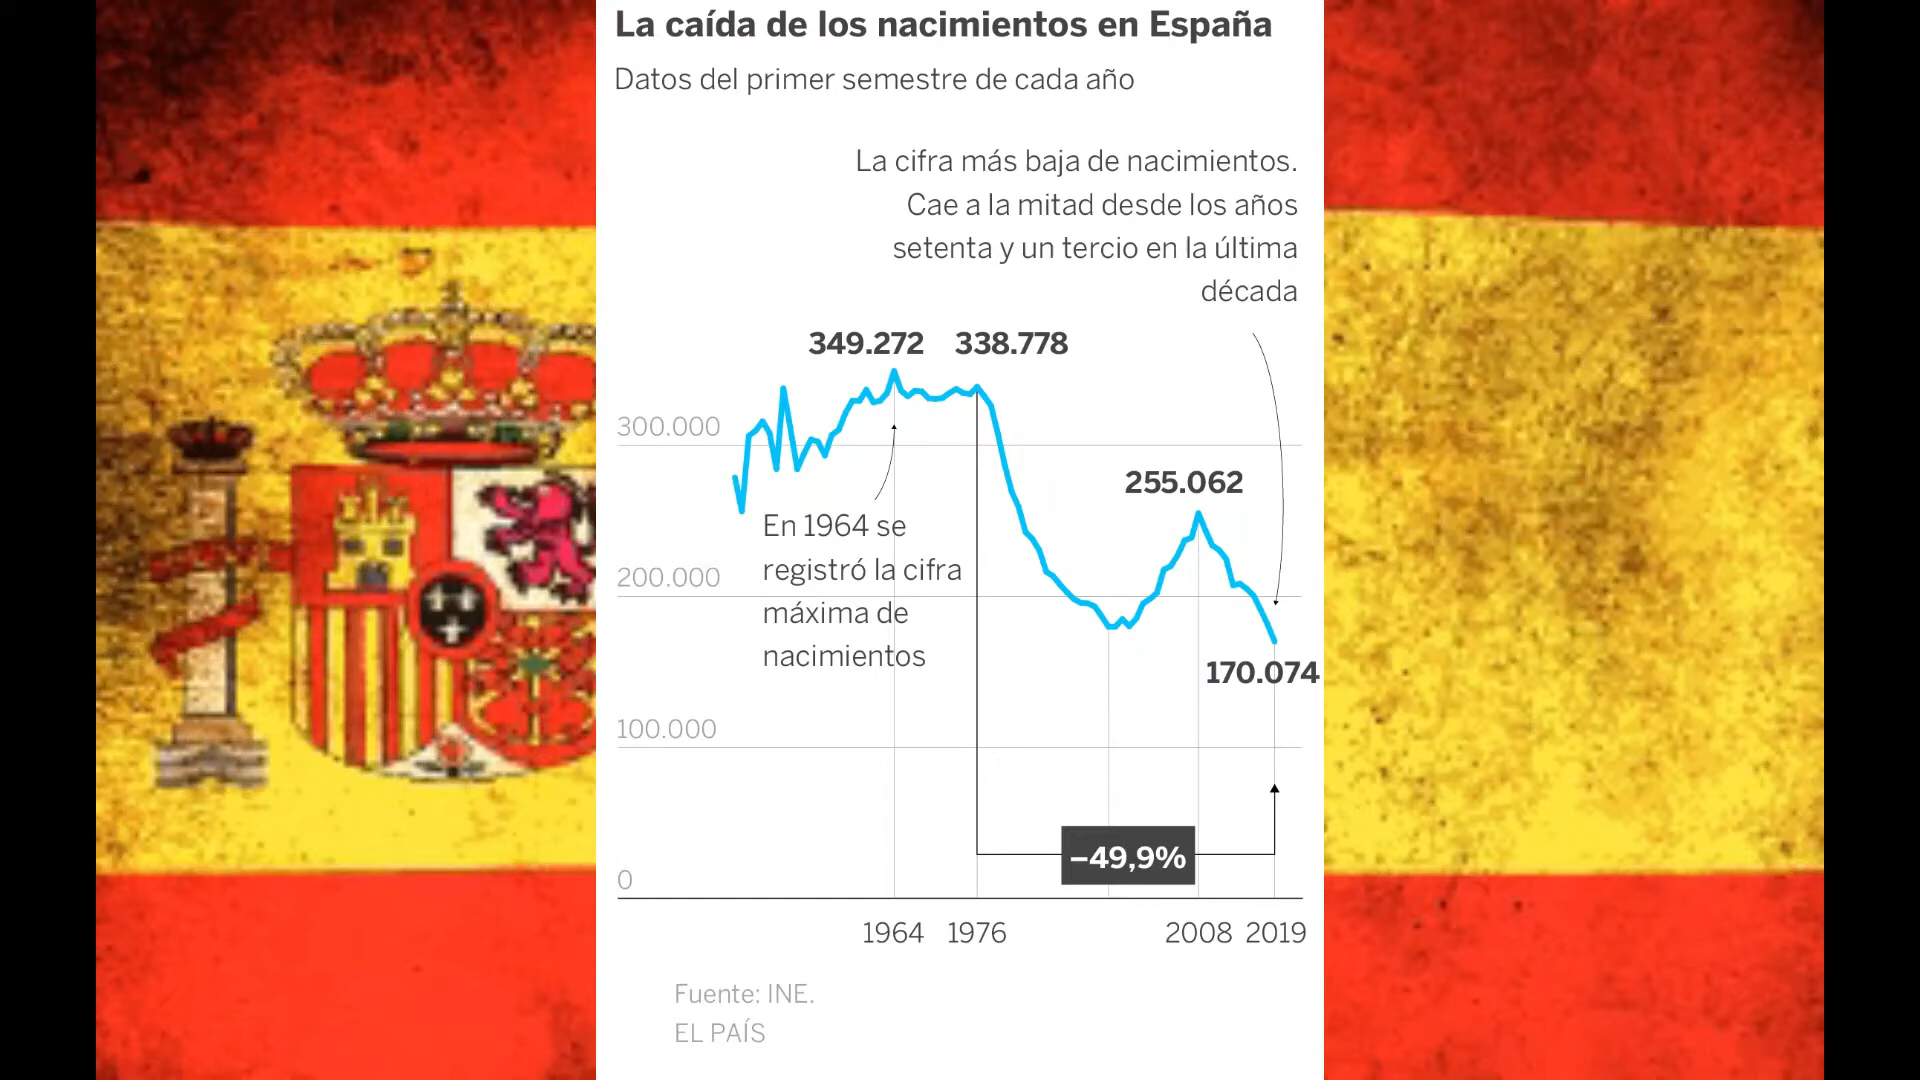 La caída de los nacimientos en España
Datos del primer semestre de cada año
La cifra más baja de nacimientos.
Cae a la mitad desde los años
setenta y un tercio en la última
década
349.272 338.778
300.000
255.062
En 1964 se
registró la cifra
máxima de
nacimientos
200.000
170.074
100.000
–49,9%
0
1964 1976 2008 2019
Fuente: INE.
EL PAÍS